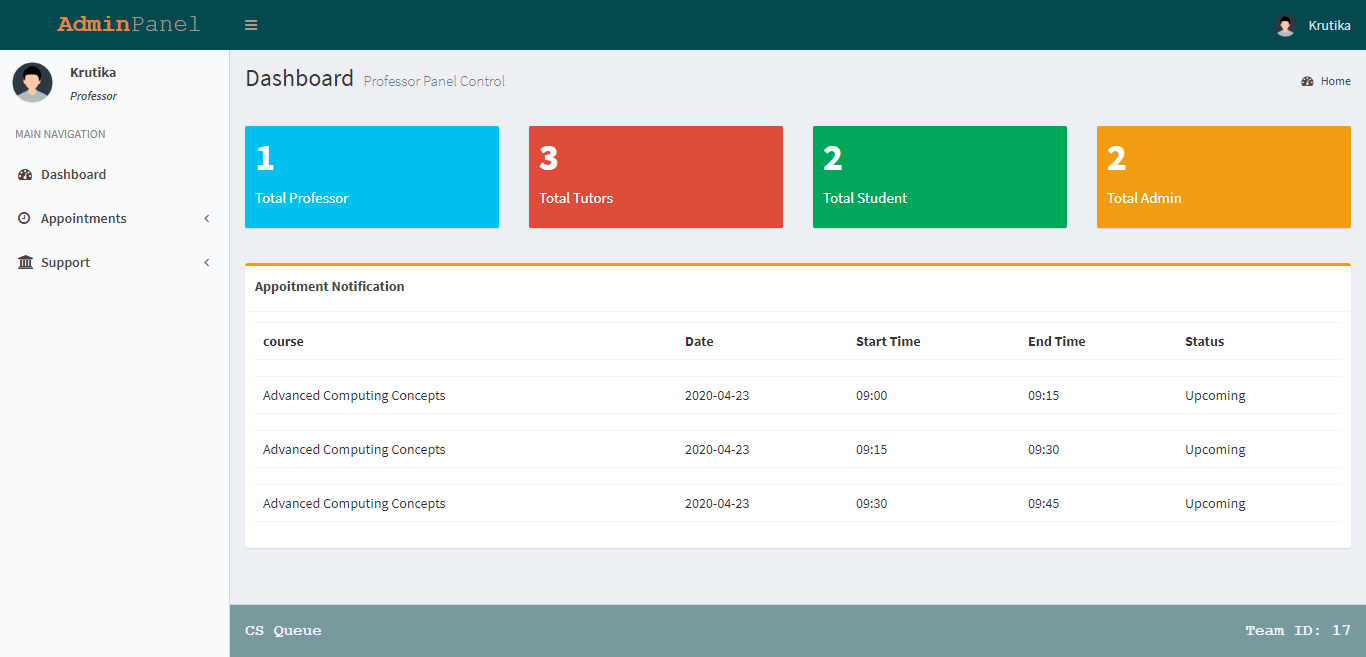 AdminPanel
Krutika
Krutika
Professor
MAIN NAVIGATION
Dashboard
Appointments
Support
Dashboard Professor Panel Control
Home
1
Total Professor
3
Total Tutors
2
Total Student
2
Total Admin
Appoitment Notification
course Date Start Time End Time Status
Advanced Computing Concepts 2020-04-23 09:00 09:15 Upcoming
Advanced Computing Concepts 2020-04-23 09:15 09:30 Upcoming
Advanced Computing Concepts 2020-04-23 09:30 09:45 Upcoming
CS Queue Team ID: 17